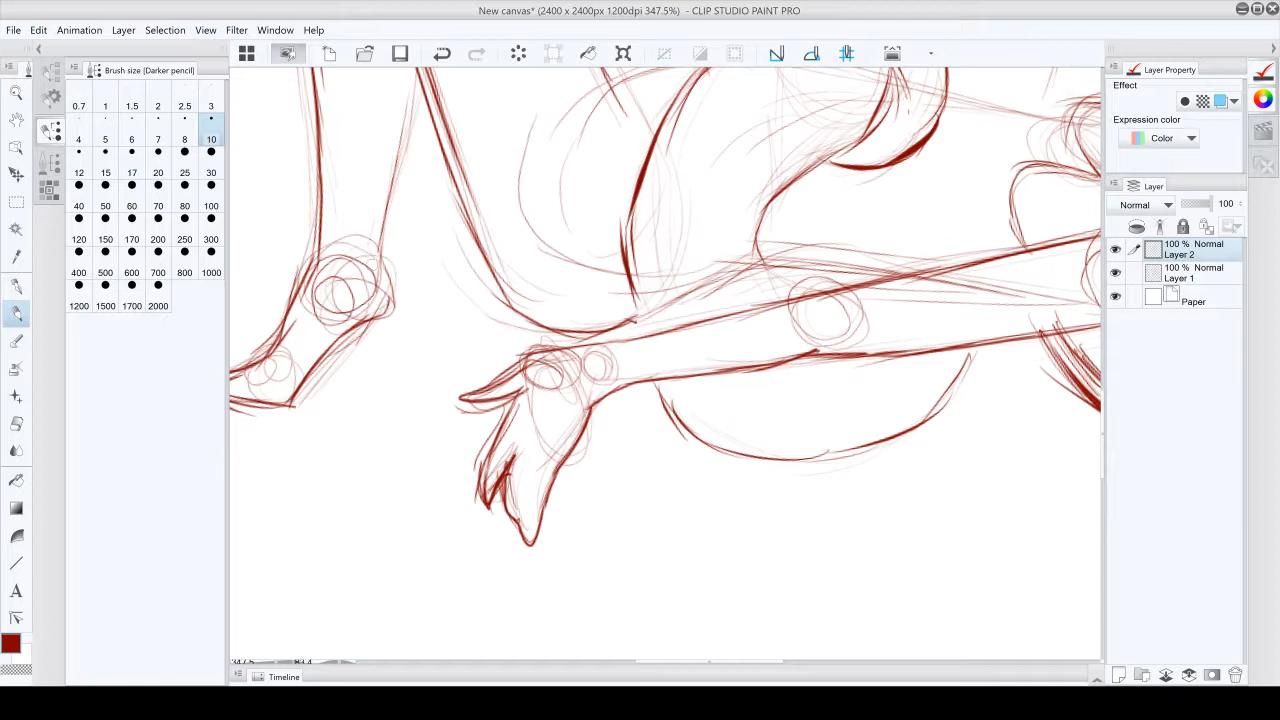 New canvas* (2400 x 2400px 1200dpi 347.5%) - CLIP STUDIO PAINT PRO
File Edit Animation Layer Selection View Filter Window Help
Brush size (Darker pencil)
0.7 1 1.5 2 2.5 3
4 5 6 7 8 10
12 15 17 20 25 30
40 50 60 70 80 100
120 150 170 200 250 300
400 500 600 700 800 1000
1200 1500 1700 2000
A
Layer Property
Effect
Expression color
Color
Layer
Normal 100
100 % Normal
Layer 2
100 % Normal
Layer 1
Paper
Timeline